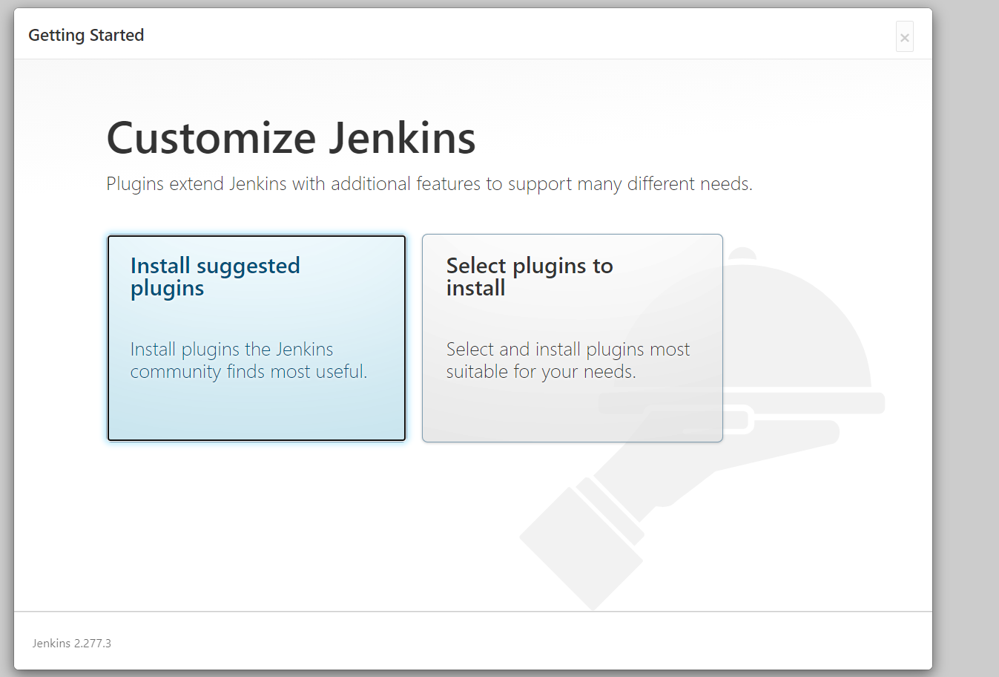 Getting Started
×
Customize Jenkins
Plugins extend Jenkins with additional features to support many different needs.
Install suggested
plugins
Install plugins the Jenkins
community finds most useful.
Select plugins to
install
Select and install plugins most
suitable for your needs.
Jenkins 2.277.3